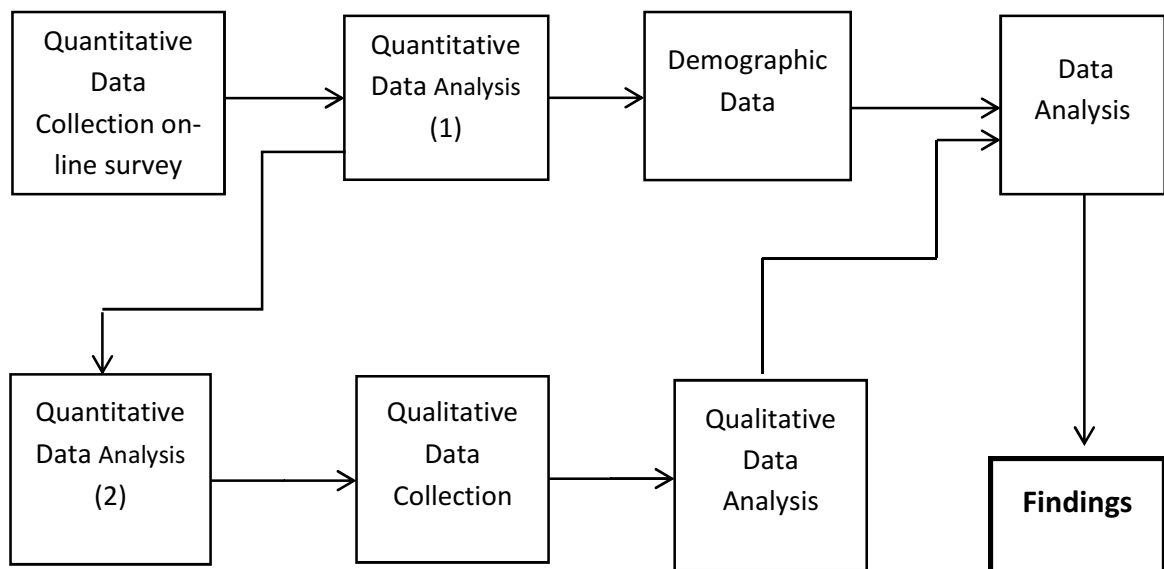 Quantitative
Data
Collection on-
line survey
Quantitative
Data Analysis
(1)
Demographic
Data
Data
Analysis
Quantitative
Data Analysis
(2)
Qualitative
Data
Collection
Qualitative
Data
Analysis
Findings